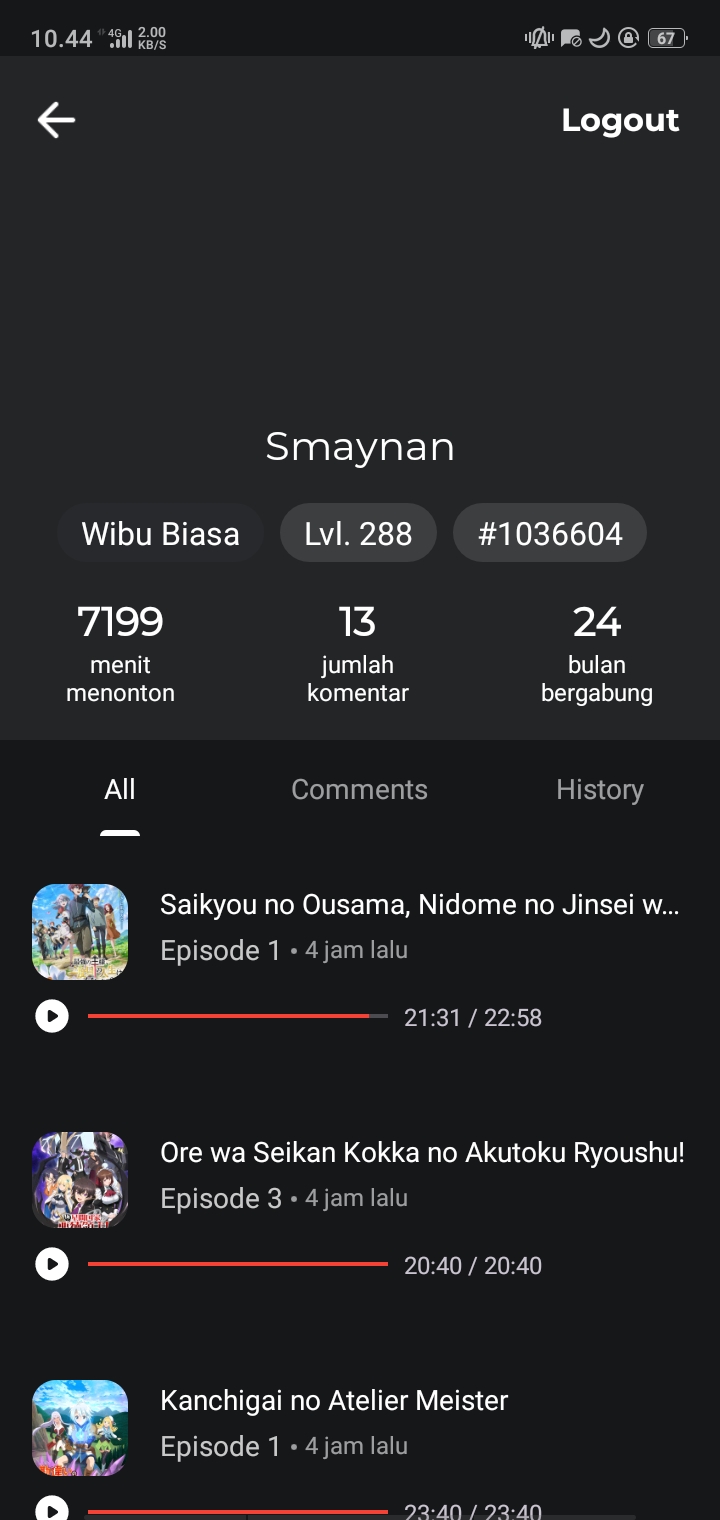 10.44 4G 2.00 KB/S 67
Logout
Smaynan
Wibu Biasa Lvl. 288 #1036604
7199 13 24
menit jumlah bulan
menonton komentar bergabung
All Comments History
Saikyou no Ousama, Nidome no Jinsei w...
Episode 1 • 4 jam lalu
21:31 / 22:58
Ore wa Seikan Kokka no Akutoku Ryoushu!
Episode 3 • 4 jam lalu
20:40 / 20:40
Kanchigai no Atelier Meister
Episode 1 • 4 jam lalu
23:40 / 23:40